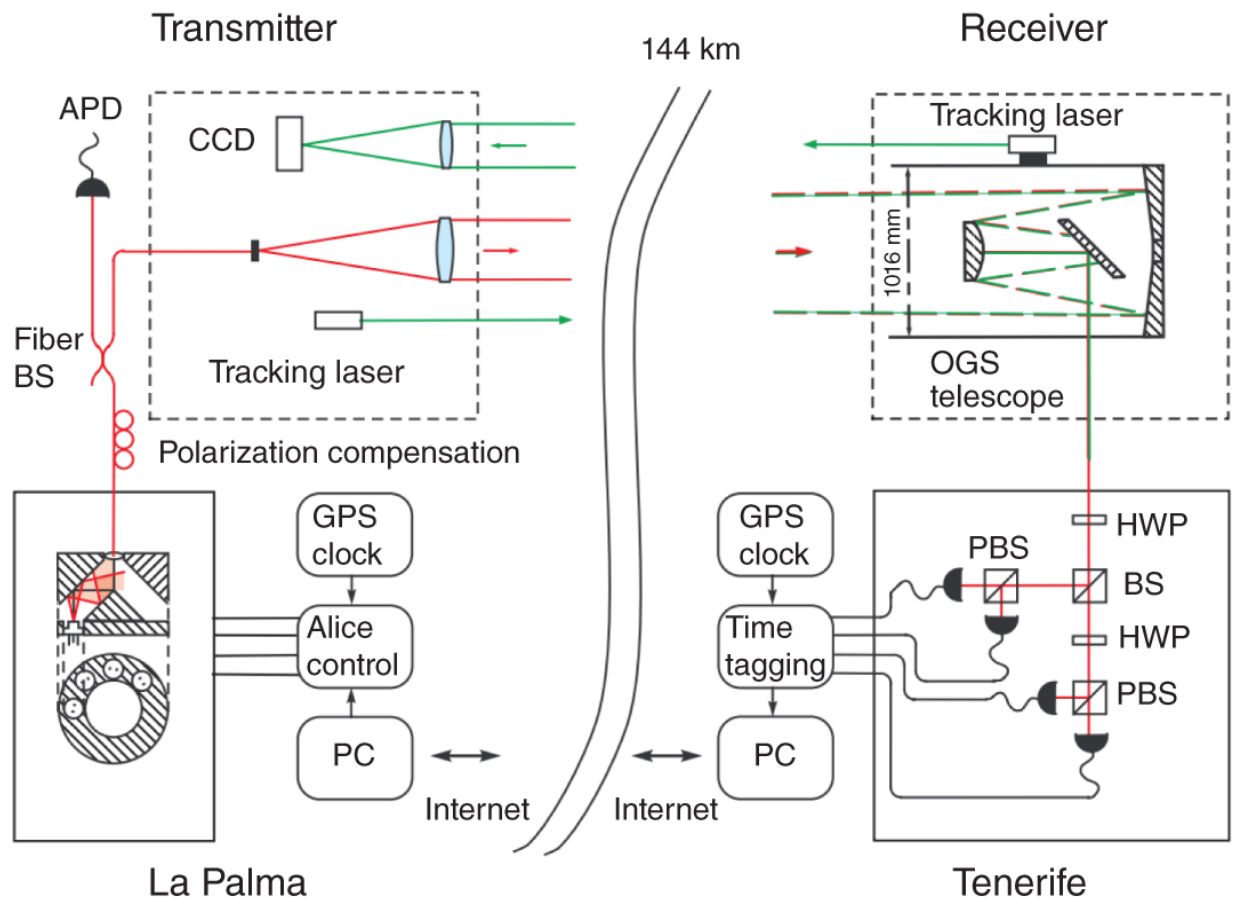 Transmitter
144 km
Receiver
APD
CCD
Tracking laser
1016 mm
Fiber
BS
Tracking laser
OGS
telescope
Polarization compensation
GPS
clock
GPS
clock
HWP
PBS
BS
Alice
control
Time
tagging
HWP
PBS
PC
PC
Internet
Internet
La Palma
Tenerife